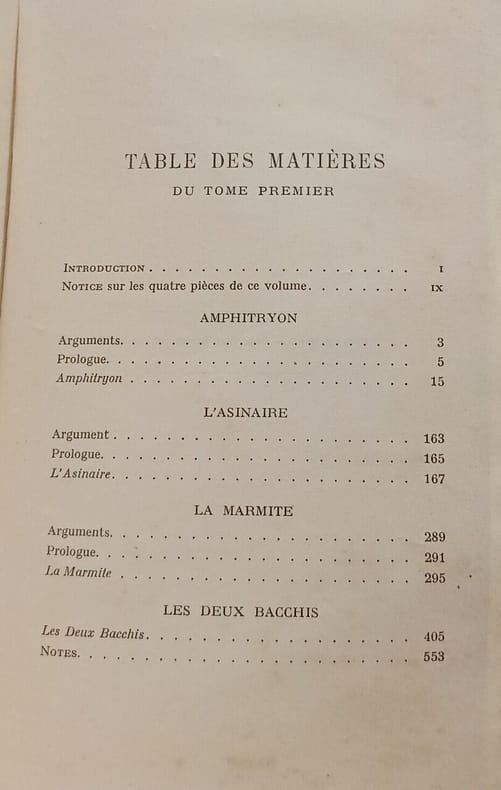 TABLE DES MATIÈRES
DU TOME PREMIER
INTRODUCTION . . . . . . . . . . . . . . . . . . . . I
NOTICE sur les quatre pièces de ce volume. . . . . . . . IX
AMPHITRYON
Arguments. . . . . . . . . . . . . . . . . . . . . . . 3
Prologue. . . . . . . . . . . . . . . . . . . . . . . . 5
Amphitryon . . . . . . . . . . . . . . . . . . . . . . 15
L'ASINAIRE
Argument . . . . . . . . . . . . . . . . . . . . . . . 163
Prologue. . . . . . . . . . . . . . . . . . . . . . . . 165
L'Asinaire. . . . . . . . . . . . . . . . . . . . . . . 167
LA MARMITE
Arguments. . . . . . . . . . . . . . . . . . . . . . . 289
Prologue. . . . . . . . . . . . . . . . . . . . . . . . 291
La Marmite . . . . . . . . . . . . . . . . . . . . . . 295
LES DEUX BACCHIS
Les Deux Bacchis. . . . . . . . . . . . . . . . . . . . 405
NOTES. . . . . . . . . . . . . . . . . . . . . . . . . 553